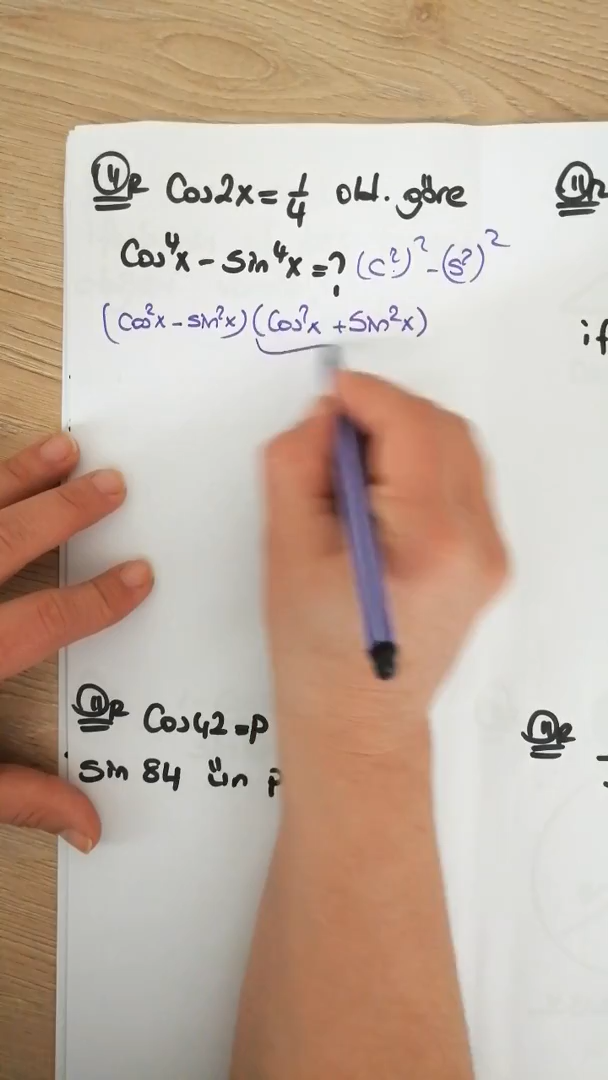 Cos2x = 1/4 old. göre
Cos⁴x - sin⁴x = ? (c²)² - (s²)²
(Cos²x - sin²x) (Cos²x + Sin²x)
if
Cos42 = p
Sin 84 ün